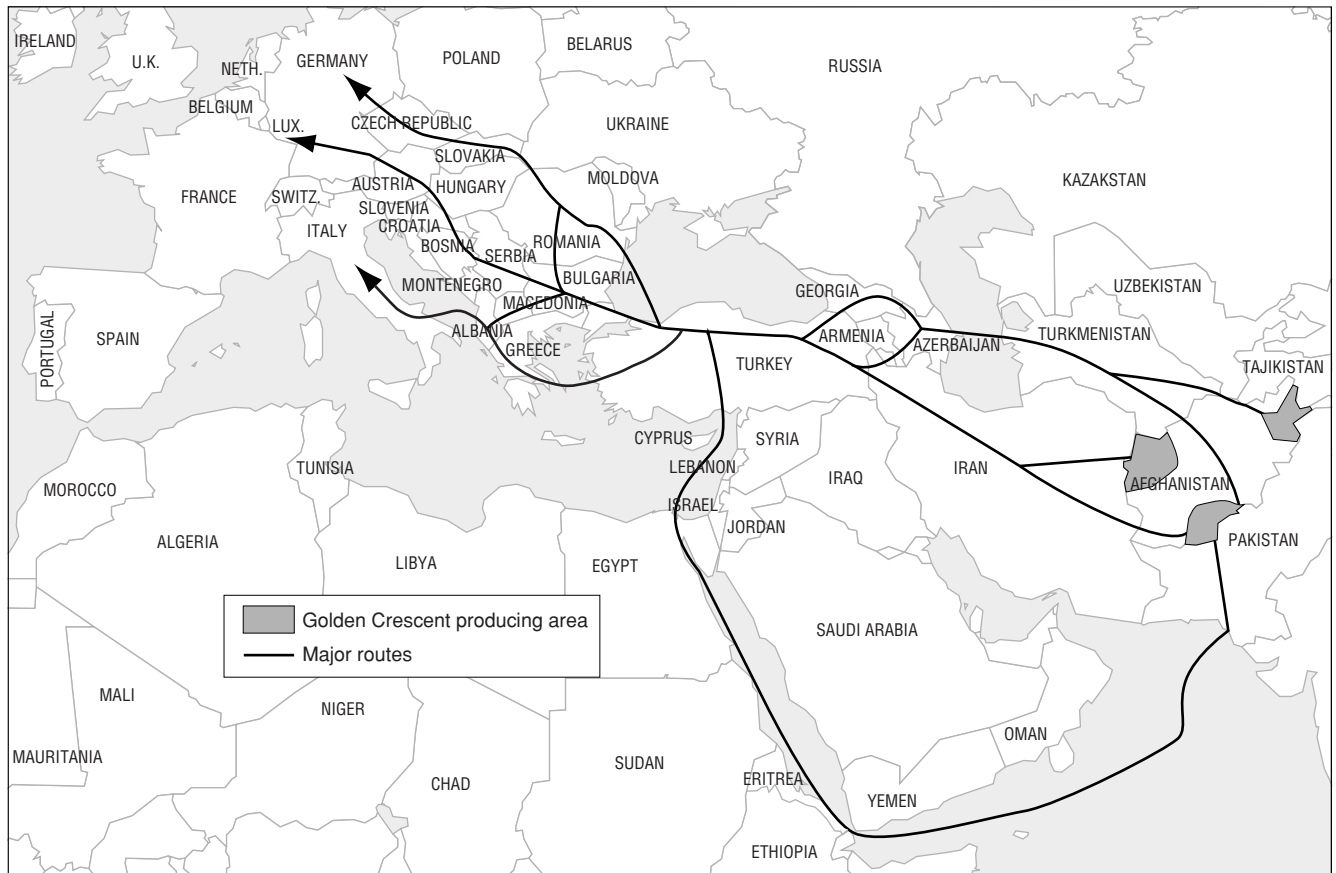 IRELAND
U.K.
NETH.
GERMANY
POLAND
BELARUS
RUSSIA
BELGIUM
LUX.
CZECH REPUBLIC
UKRAINE
SLOVAKIA
FRANCE
SWITZ.
AUSTRIA
HUNGARY
MOLDOVA
KAZAKSTAN
SLOVENIA
CROATIA
ITALY
BOSNIA
SERBIA
ROMANIA
BULGARIA
MONTENEGRO
MACEDONIA
GEORGIA
UZBEKISTAN
PORTUGAL
SPAIN
ALBANIA
GREECE
ARMENIA
AZERBAIJAN
TURKMENISTAN
TURKEY
TAJIKISTAN
CYPRUS
SYRIA
LEBANON
MOROCCO
TUNISIA
IRAQ
IRAN
AFGHANISTAN
ISRAEL
JORDAN
PAKISTAN
ALGERIA
LIBYA
EGYPT
Golden Crescent producing area
Major routes
SAUDI ARABIA
MALI
NIGER
OMAN
MAURITANIA
CHAD
SUDAN
ERITREA
YEMEN
ETHIOPIA